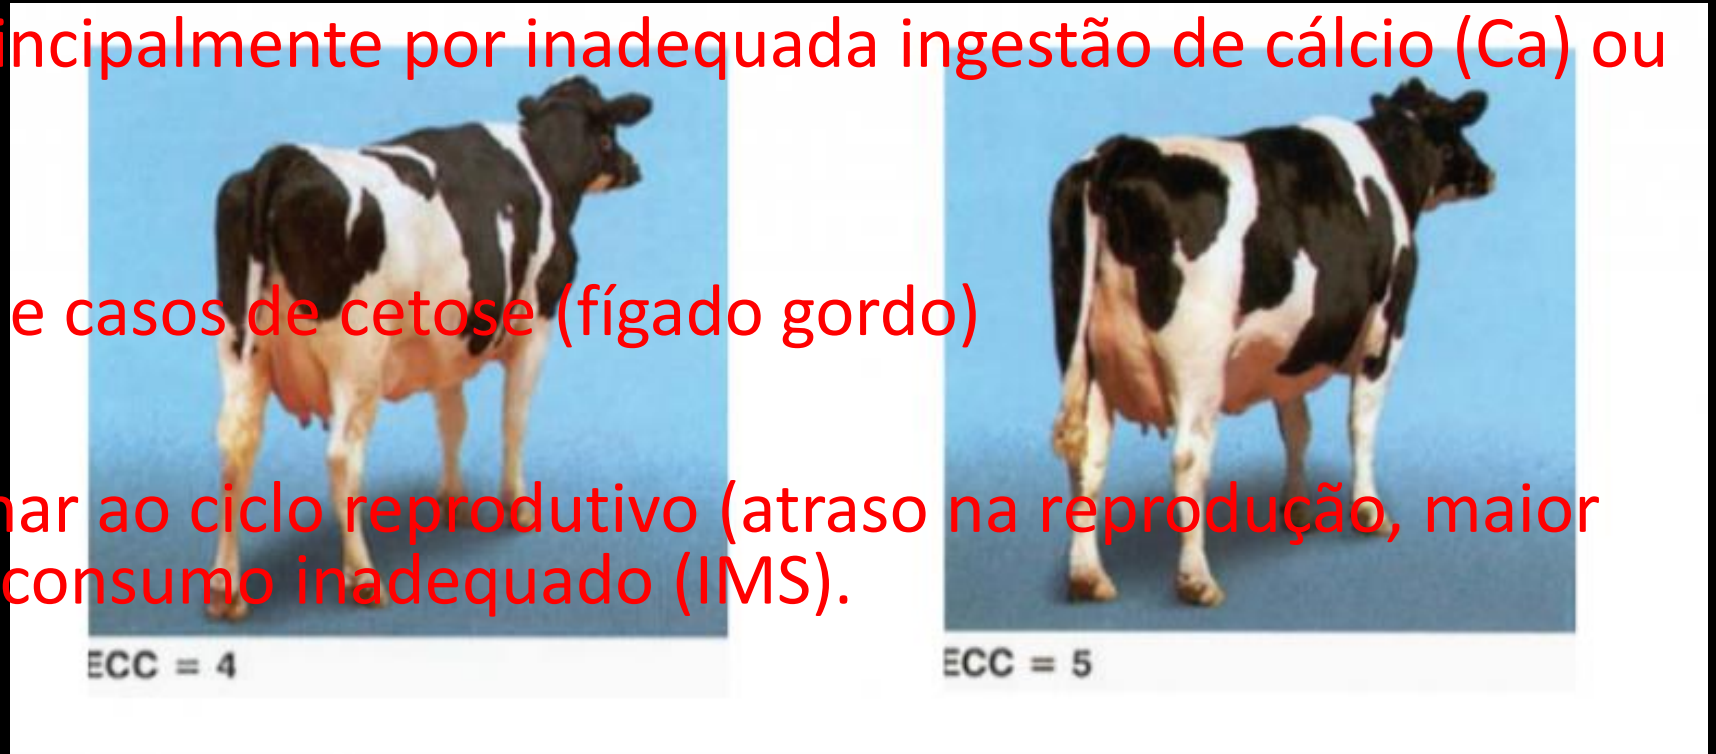 incipalmente por inadequada ingestão de cálcio (Ca) ou
e casos de cetose (fígado gordo)
ar ao ciclo reprodutivo (atraso na reprodução, maior
consumo inadequado (IMS).
ECC = 4
ECC = 5